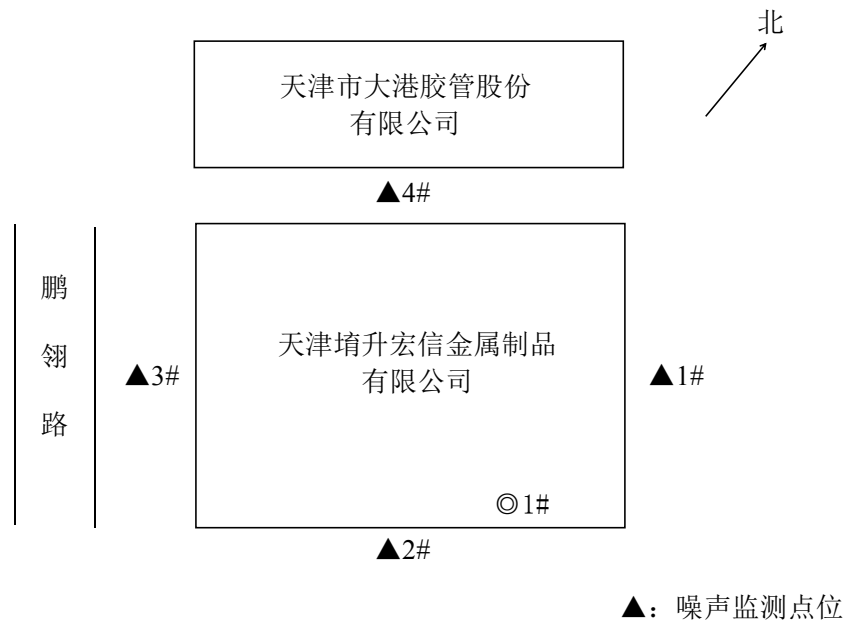 北
天津市大港胶管股份
有限公司
▲4#
鹏
翎
路
天津堉升宏信金属制品
有限公司
▲3#
▲1#
◎1#
▲2#
▲：噪声监测点位